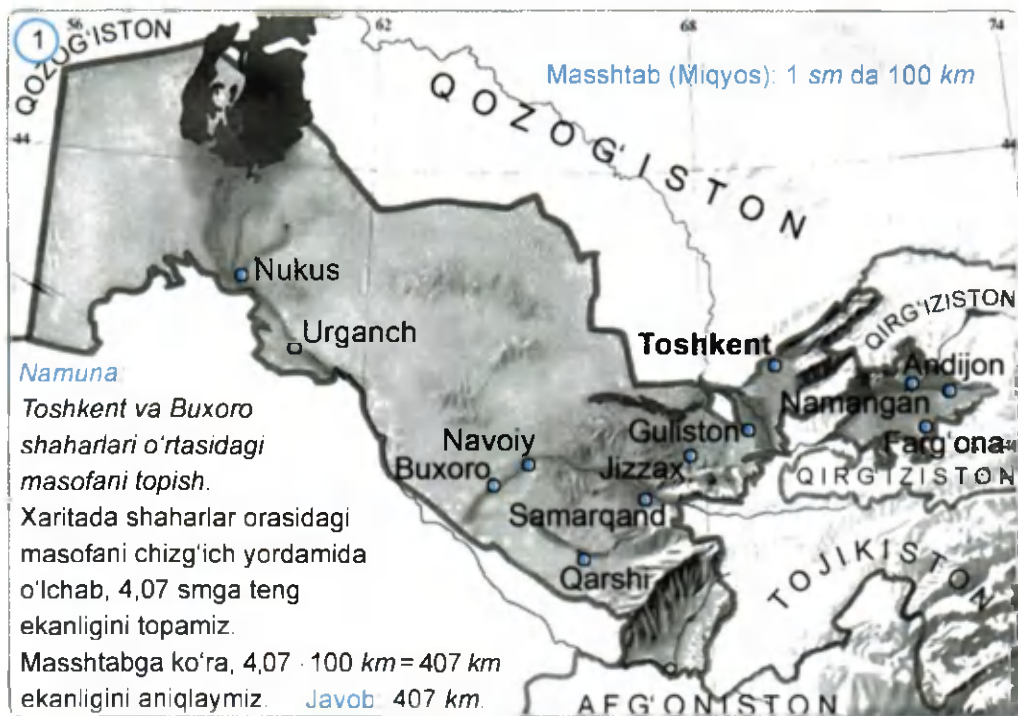 1
56
62
68
74
QOZOG'ISTON
Masshtab (Miqyos): 1 sm da 100 km
QOZOG'ISTON
44
44
Nukus
Urganch
QIRG'IZISTON
Toshkent
Andijon
Namangan
Namuna:
Toshkent va Buxoro
shaharlari o'rtasidagi
masofani topish.
Navoiy
Guliston
Farg'ona
Buxoro
Jizzax
QIRG'IZISTON
Samarqand
Xaritada shaharlar orasidagi
masofani chizg'ich yordamida
o'lchab, 4,07 smga teng
ekanligini topamiz.
Qarshi
TOJIKISTON
Masshtabga ko'ra, 4,07 · 100 km = 407 km
ekanligini aniqlaymiz. Javob: 407 km.
AFG'ONISTON